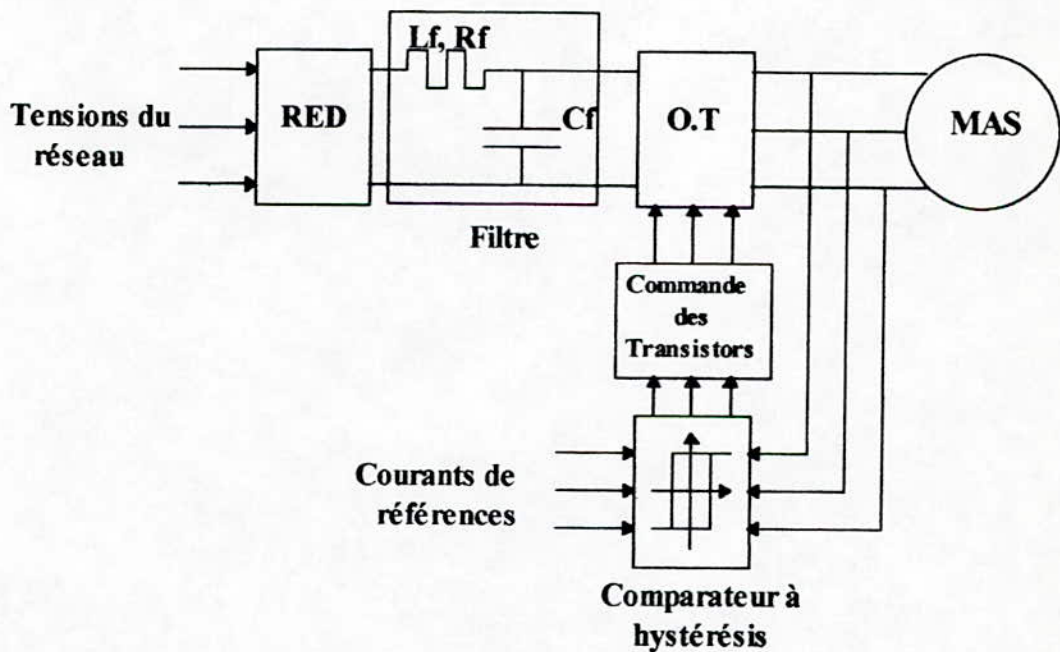 Lf, Rf
Tensions du
réseau
RED
Cf
O.T
MAS
Filtre
Commande
des
Transistors
Courants de
références
Comparateur à
hystérésis